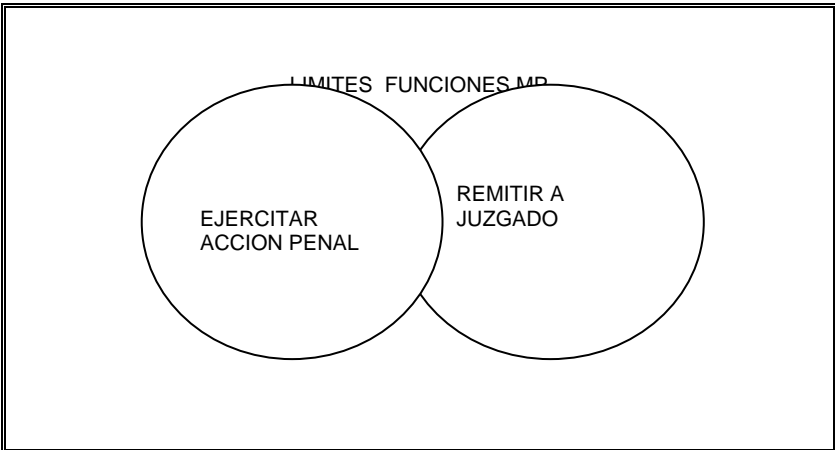 LIMITES FUNCIONES MP
EJERCITAR
ACCION PENAL
REMITIR A
JUZGADO